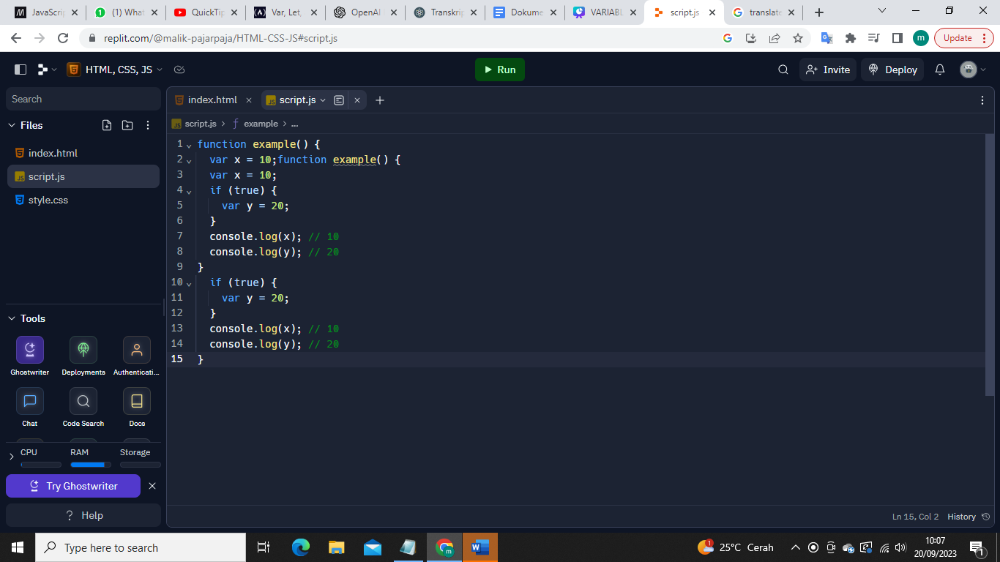 JavaScrip
(1) What
QuickTip
Var, Let,
OpenAI
Transkrip
Dokume
VARIABL
script.js
translate
replit.com/@malik-pajarpaja/HTML-CSS-JS#script.js
m
Update
HTML, CSS, JS
Run
Invite
Deploy
Search
index.html
script.js
Files
script.js
example
...
index.html
script.js
style.css
1 function example() {
2 var x = 10;function example() {
3 var x = 10;
4 if (true) {
5 var y = 20;
6 }
7 console.log(x); // 10
8 console.log(y); // 20
9 }
10 if (true) {
11 var y = 20;
12 }
13 console.log(x); // 10
14 console.log(y); // 20
15 }
Tools
Ghostwriter
Deployments
Authenticati...
Chat
Code Search
Docs
CPU
RAM
Storage
Try Ghostwriter
? Help
Ln 15, Col 2
History
Type here to search
1
25°C Cerah
10:07
20/09/2023
1